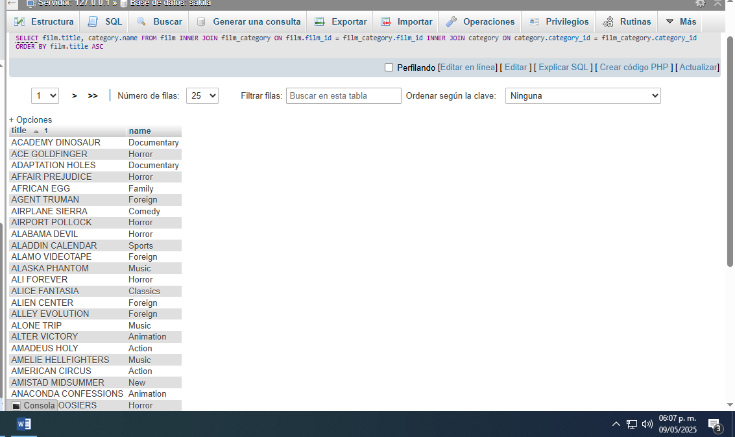 Servidor: 127.0.0.1 » Base de datos: sakila
Estructura SQL Buscar Generar una consulta Exportar Importar Operaciones Privilegios Rutinas Más
SELECT film.title, category.name FROM film INNER JOIN film_category ON film.film_id = film_category.film_id INNER JOIN category ON category.category_id = film_category.category_id
ORDER BY film.title ASC
Perfilando [Editar en línea] [ Editar ] [ Explicar SQL ] [ Crear código PHP ] [ Actualizar]
1 > >> Número de filas: 25 Filtrar filas: Buscar en esta tabla Ordenar según la clave: Ninguna
+ Opciones
title 1 name
ACADEMY DINOSAUR Documentary
ACE GOLDFINGER Horror
ADAPTATION HOLES Documentary
AFFAIR PREJUDICE Horror
AFRICAN EGG Family
AGENT TRUMAN Foreign
AIRPLANE SIERRA Comedy
AIRPORT POLLOCK Horror
ALABAMA DEVIL Horror
ALADDIN CALENDAR Sports
ALAMO VIDEOTAPE Foreign
ALASKA PHANTOM Music
ALI FOREVER Horror
ALICE FANTASIA Classics
ALIEN CENTER Foreign
ALLEY EVOLUTION Foreign
ALONE TRIP Music
ALTER VICTORY Animation
AMADEUS HOLY Action
AMELIE HELLFIGHTERS Music
AMERICAN CIRCUS Action
AMISTAD MIDSUMMER New
ANACONDA CONFESSIONS Animation
Consola OOSIERS Horror
06:07 p. m.
09/05/2025
3